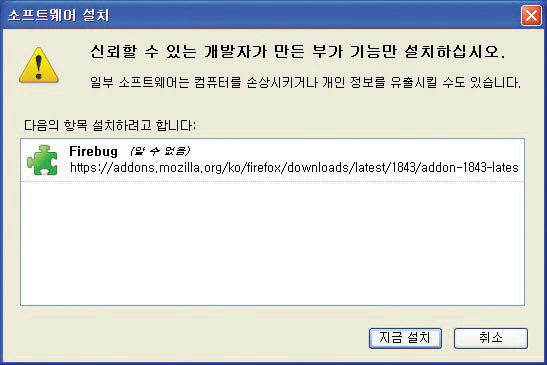 소프트웨어 설치
신뢰할 수 있는 개발자가 만든 부가 기능만 설치하십시오.
일부 소프트웨어는 컴퓨터를 손상시키거나 개인 정보를 유출시킬 수도 있습니다.
다음의 항목 설치하려고 합니다:
Firebug (알 수 없음)
https://addons.mozilla.org/ko/firefox/downloads/latest/1843/addon-1843-lates
지금 설치 취소